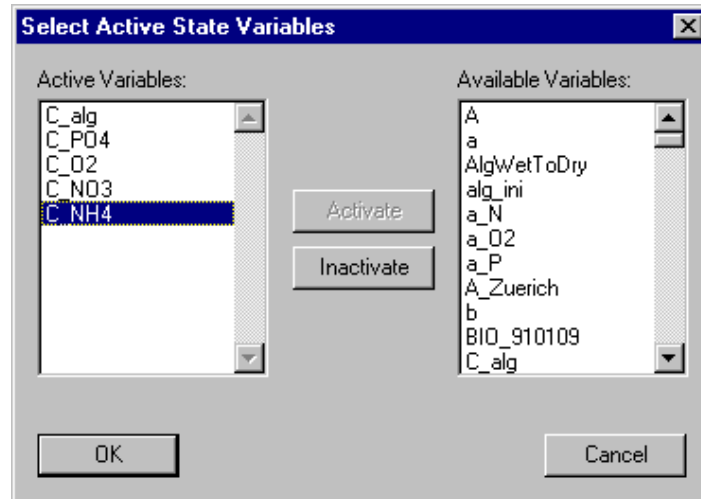 Select Active State Variables
Active Variables:
C_alg
C_PO4
C_O2
C_NO3
C_NH4
Activate
Inactivate
Available Variables:
A
a
AlgWetToDry
alg_ini
a_N
a_O2
a_P
A_Zuerich
b
BIO_910109
C_alg
OK
Cancel